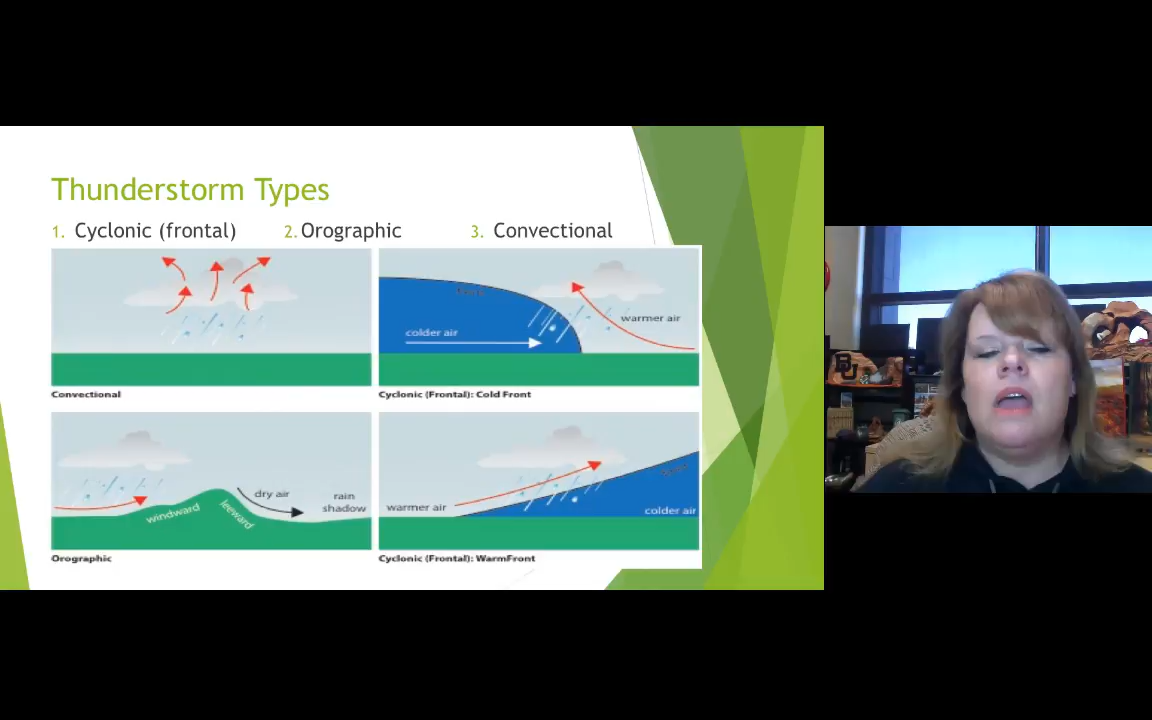 Thunderstorm Types
1. Cyclonic (frontal) 2. Orographic 3. Convectional
colder air
warmer air
Convectional
Cyclonic (Frontal): Cold Front
windward
leeward
dry air
rain
shadow
warmer air
colder air
Orographic
Cyclonic (Frontal): WarmFront
BU